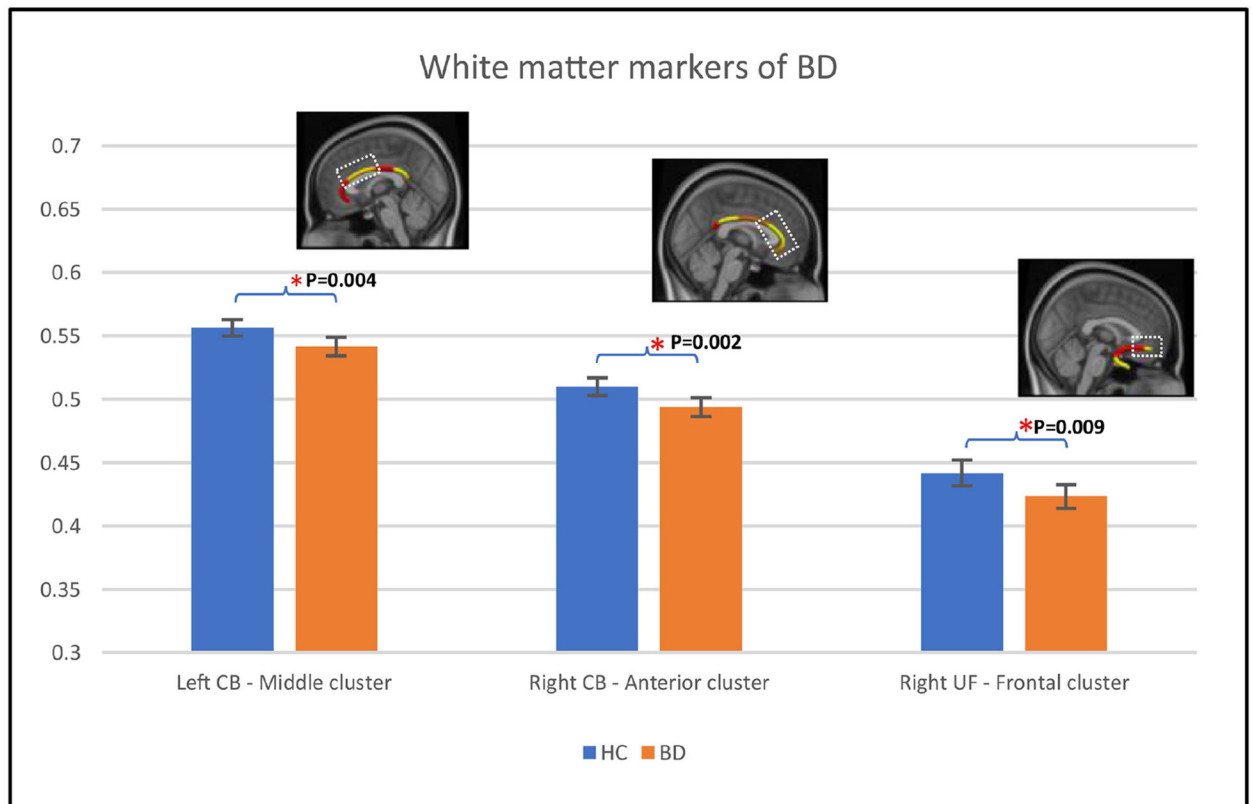 White matter markers of BD
0.7
0.65
0.6
0.55
0.5
0.45
0.4
0.35
0.3
* P=0.004
* P=0.002
*P=0.009
Left CB - Middle cluster
Right CB - Anterior cluster
Right UF - Frontal cluster
HC BD